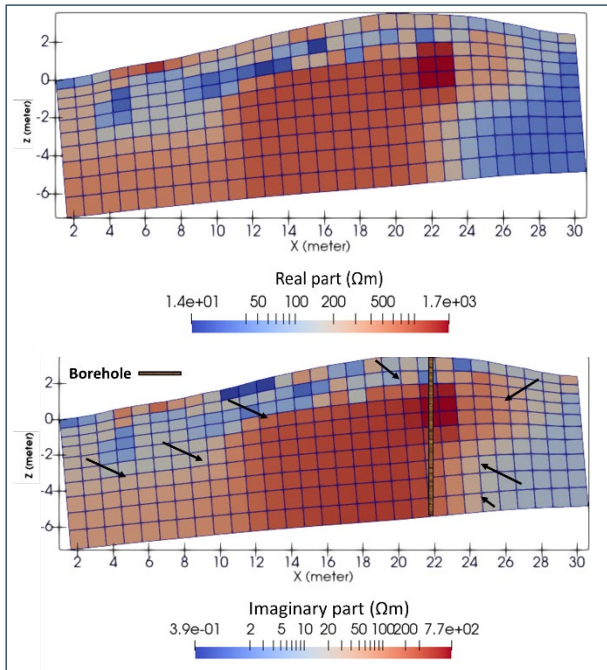 2
0
-2
-4
-6
Z (meter)
2 4 6 8 10 12 14 16 18 20 22 24 26 28 30
X (meter)
Real part (Ωm)
1.4e+01 50 100 200 500 1.7e+03
Borehole
2
0
-2
-4
-6
Z (meter)
2 4 6 8 10 12 14 16 18 20 22 24 26 28 30
X (meter)
Imaginary part (Ωm)
3.9e-01 2 5 10 20 50 100 200 7.7e+02